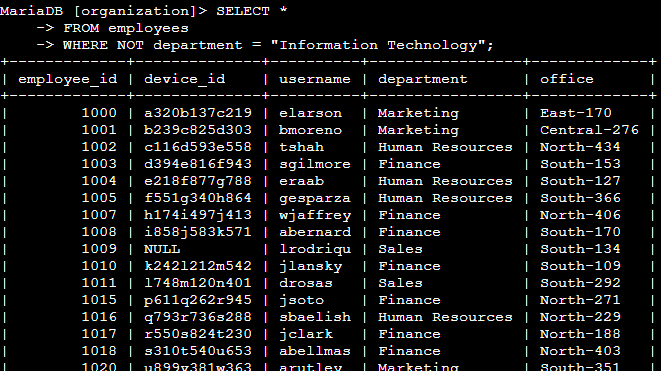 MariaDB [organization]> SELECT *
    -> FROM employees
    -> WHERE NOT department = "Information Technology";
+-------------+--------------+----------+-----------------+-------------+
| employee_id | device_id    | username | department      | office      |
+-------------+--------------+----------+-----------------+-------------+
|        1000 | a320b137c219 | elarson  | Marketing       | East-170    |
|        1001 | b239c825d303 | bmoreno  | Marketing       | Central-276 |
|        1002 | c116d593e558 | tshah    | Human Resources | North-434   |
|        1003 | d394e816f943 | sgilmore | Finance         | South-153   |
|        1004 | e218f877g788 | eraab    | Human Resources | South-127   |
|        1005 | f551g340h864 | gesparza | Human Resources | South-366   |
|        1007 | h174i497j413 | wjaffrey | Finance         | North-406   |
|        1008 | i858j583k571 | abernard | Finance         | South-170   |
|        1009 | NULL         | lrodriqu | Sales           | South-134   |
|        1010 | k242l212m542 | jlansky  | Finance         | South-109   |
|        1011 | l748m120n401 | drosas   | Sales           | South-292   |
|        1015 | p611q262r945 | jsoto    | Finance         | North-271   |
|        1016 | q793r736s288 | sbaelish | Human Resources | North-229   |
|        1017 | r550s824t230 | jclark   | Finance         | North-188   |
|        1018 | s310t540u653 | abellmas | Finance         | North-403   |
|        1020 | u899v381w363 | arutley  | Marketing       | South-351   |